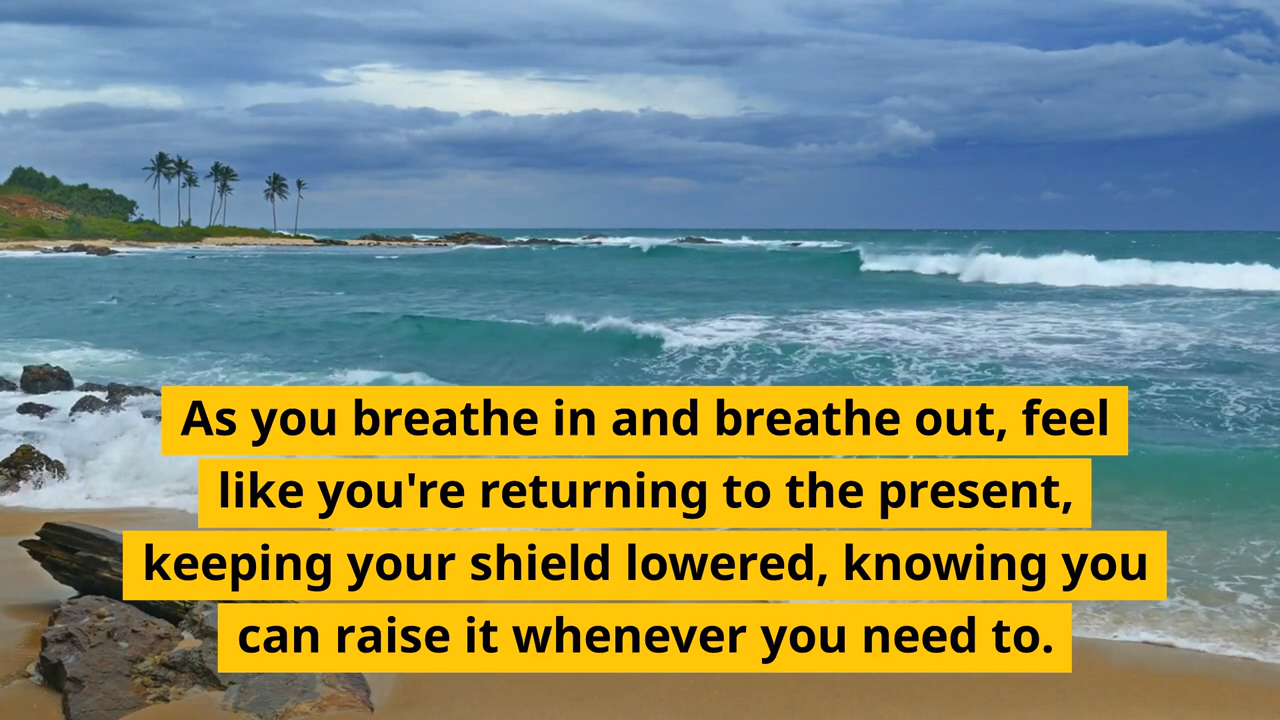 As you breathe in and breathe out, feel
like you're returning to the present,
keeping your shield lowered, knowing you
can raise it whenever you need to.